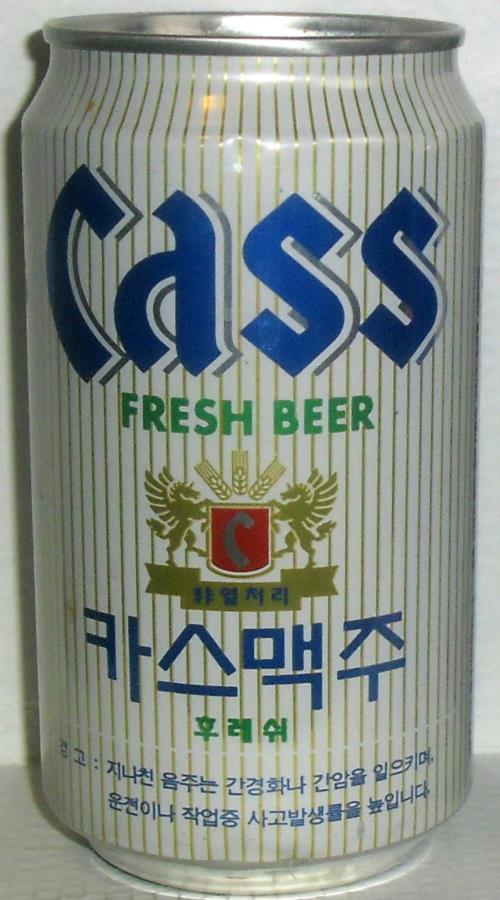 Cass
FRESH BEER
非열처리
카스맥주
후레쉬
경고 : 지나친 음주는 간경화나 간암을 일으키며,
운전이나 작업중 사고발생률을 높입니다.